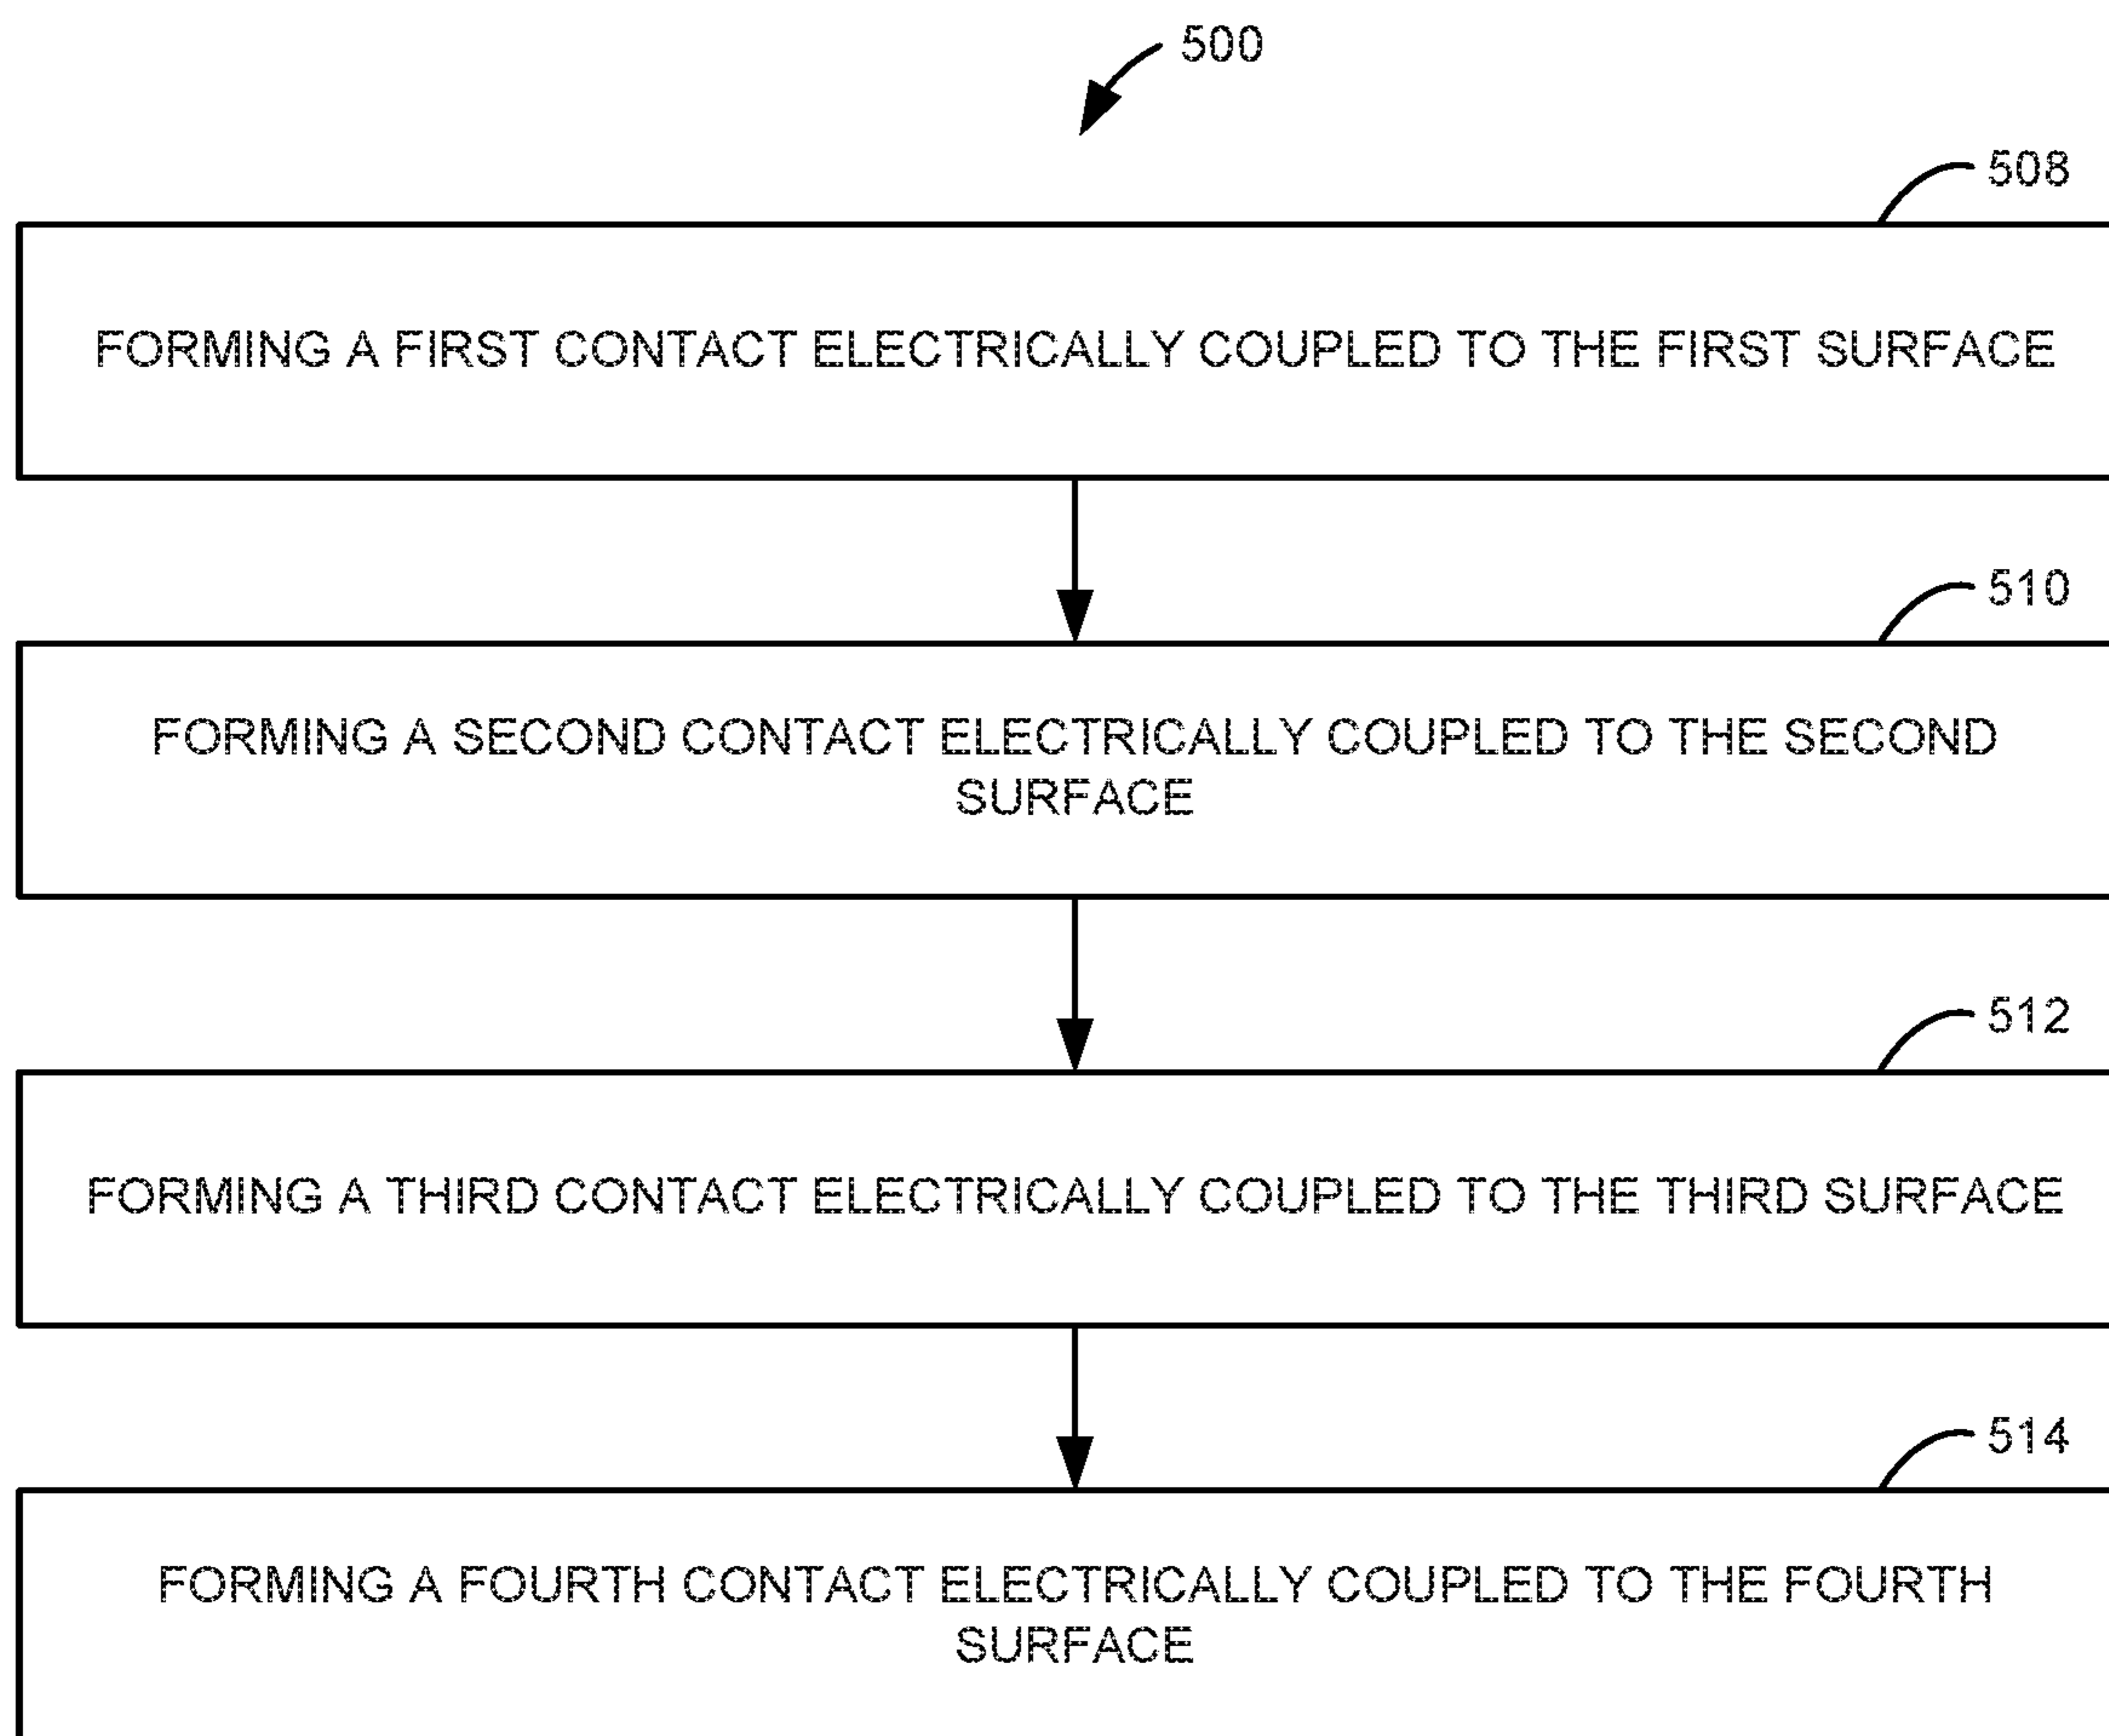 500
508
FORMING A FIRST CONTACT ELECTRICALLY COUPLED TO THE FIRST SURFACE
510
FORMING A SECOND CONTACT ELECTRICALLY COUPLED TO THE SECOND
SURFACE
512
FORMING A THIRD CONTACT ELECTRICALLY COUPLED TO THE THIRD SURFACE
514
FORMING A FOURTH CONTACT ELECTRICALLY COUPLED TO THE FOURTH
SURFACE